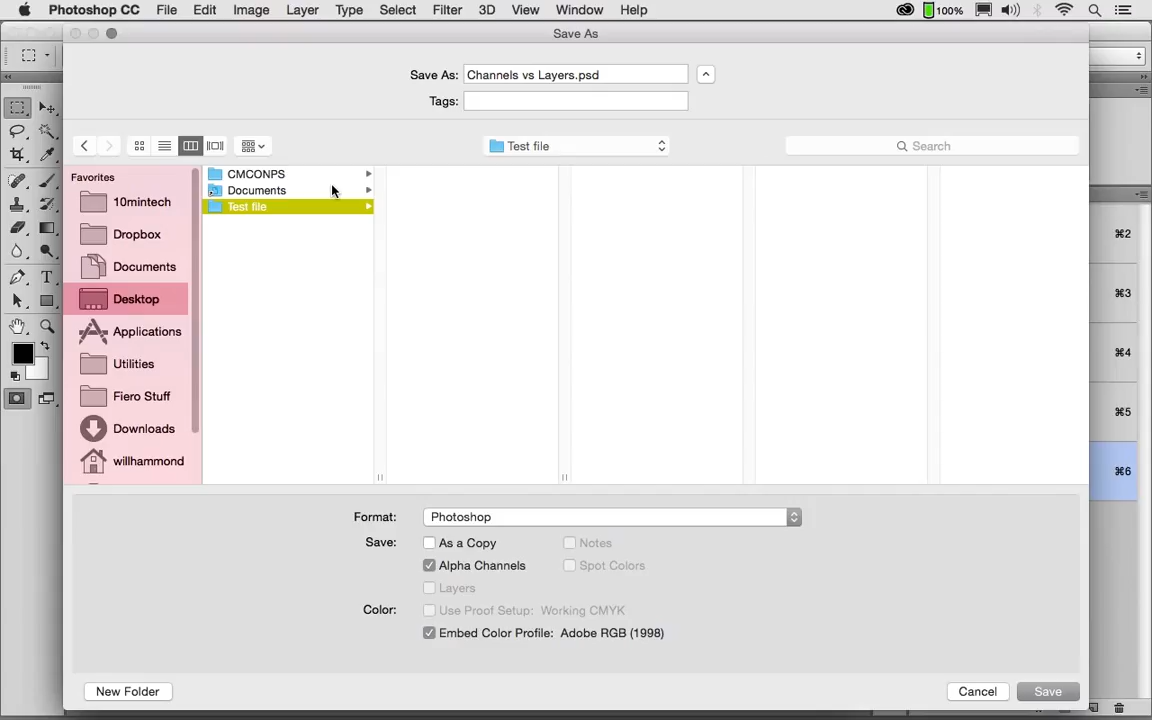 Photoshop CC File Edit Image Layer Type Select Filter 3D View Window Help 100%
Save As
Save As: Channels vs Layers.psd
Tags:
Test file
Search
Favorites
10mintech
Dropbox
Documents
Desktop
Applications
Utilities
Fiero Stuff
Downloads
willhammond
CMCONPS
Documents
Test file
⌘2
⌘3
⌘4
⌘5
⌘6
Format: Photoshop
Save: As a Copy Notes
Alpha Channels Spot Colors
Layers
Color: Use Proof Setup: Working CMYK
Embed Color Profile: Adobe RGB (1998)
New Folder Cancel Save